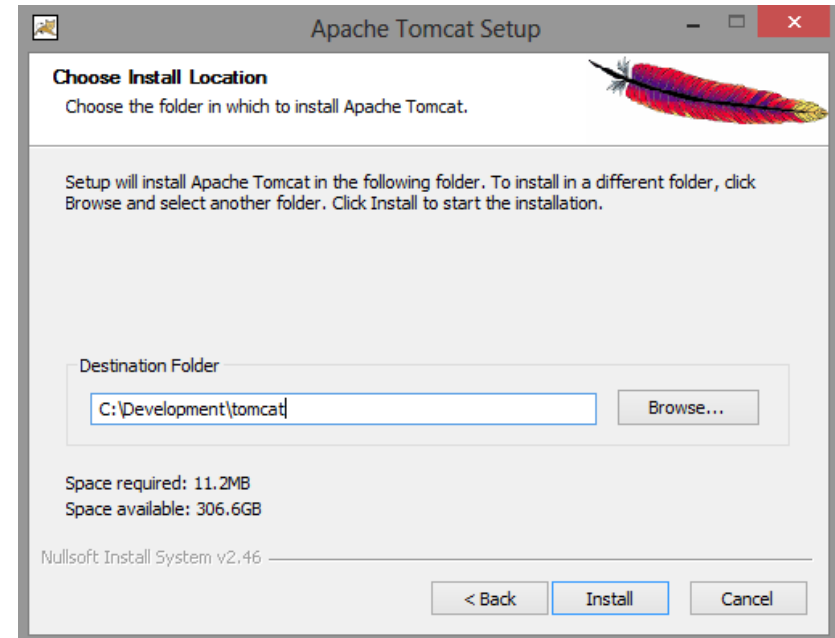 Apache Tomcat Setup
Choose Install Location
Choose the folder in which to install Apache Tomcat.
Setup will install Apache Tomcat in the following folder. To install in a different folder, click
Browse and select another folder. Click Install to start the installation.
Destination Folder
C:\Development\tomcat
Browse...
Space required: 11.2MB
Space available: 306.6GB
Nullsoft Install System v2.46
< Back Install Cancel